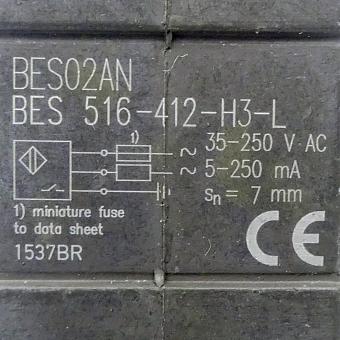 BES02AN
BES 516-412-H3-L
1)
~ 35-250 V AC
~ 5-250 mA
sn = 7 mm
1) miniature fuse
to data sheet
1537BR
CE